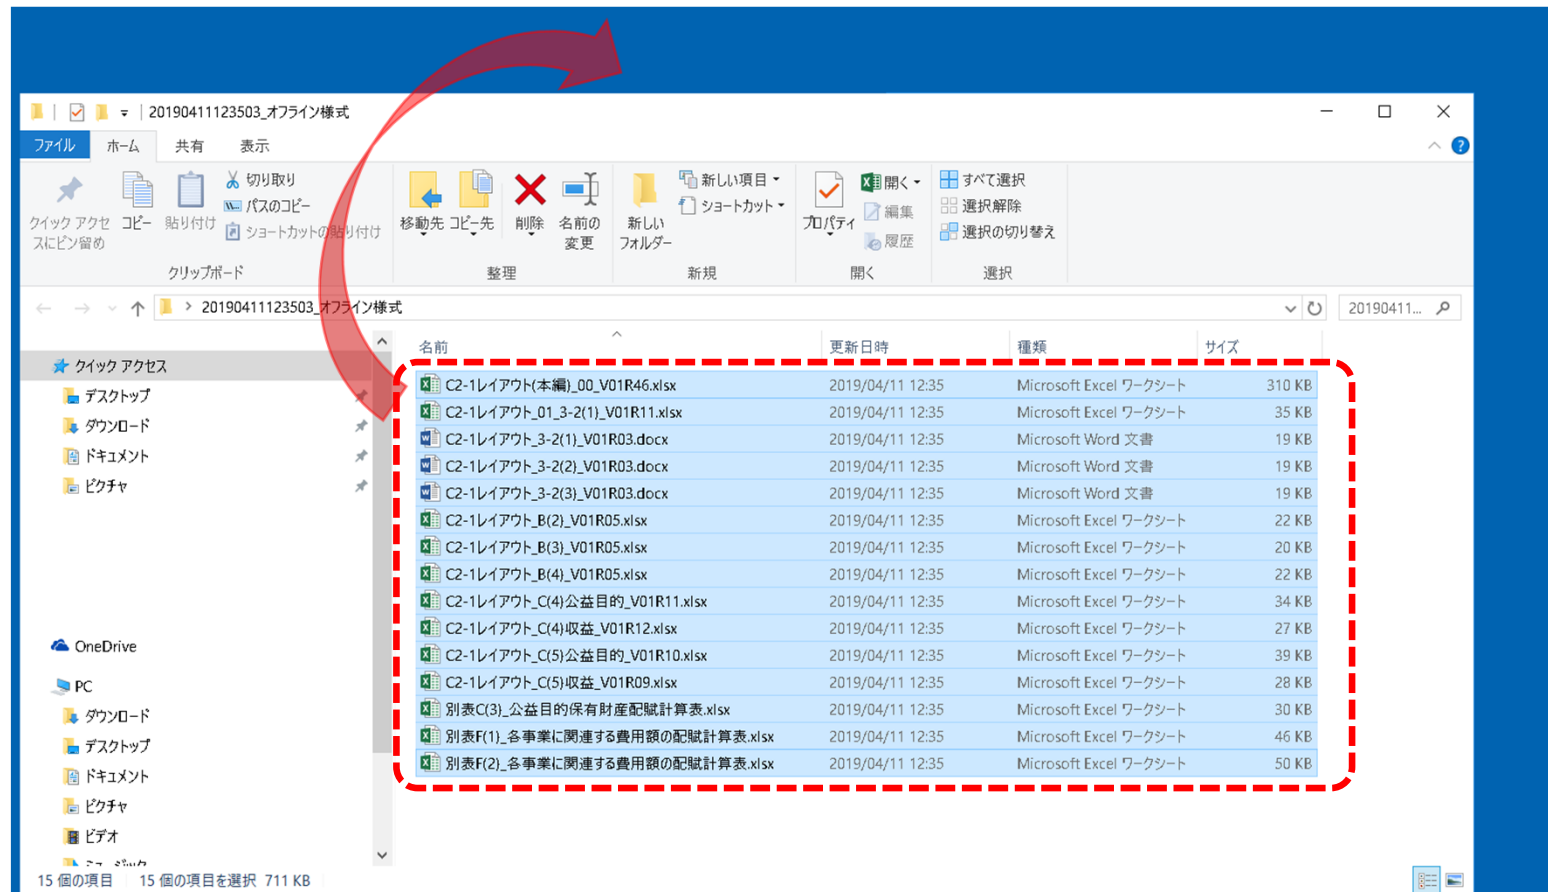 20190411123503_オフライン様式
ファイル ホーム 共有 表示
クイック アクセスにピン留め
コピー
貼り付け
切り取り
パスのコピー
ショートカットの貼り付け
クリップボード
移動先
コピー先
削除
名前の変更
整理
新しいフォルダー
新しい項目
ショートカット
新規
プロパティ
開く
編集
履歴
開く
すべて選択
選択解除
選択の切り替え
選択
20190411123503_オフライン様式
20190411...
名前 更新日時 種類 サイズ
C2-1レイアウト(本編)_00_V01R46.xlsx 2019/04/11 12:35 Microsoft Excel ワークシート 310 KB
C2-1レイアウト_01_3-2(1)_V01R11.xlsx 2019/04/11 12:35 Microsoft Excel ワークシート 35 KB
C2-1レイアウト_3-2(1)_V01R03.docx 2019/04/11 12:35 Microsoft Word 文書 19 KB
C2-1レイアウト_3-2(2)_V01R03.docx 2019/04/11 12:35 Microsoft Word 文書 19 KB
C2-1レイアウト_3-2(3)_V01R03.docx 2019/04/11 12:35 Microsoft Word 文書 19 KB
C2-1レイアウト_B(2)_V01R05.xlsx 2019/04/11 12:35 Microsoft Excel ワークシート 22 KB
C2-1レイアウト_B(3)_V01R05.xlsx 2019/04/11 12:35 Microsoft Excel ワークシート 20 KB
C2-1レイアウト_B(4)_V01R05.xlsx 2019/04/11 12:35 Microsoft Excel ワークシート 22 KB
C2-1レイアウト_C(4)公益目的_V01R11.xlsx 2019/04/11 12:35 Microsoft Excel ワークシート 34 KB
C2-1レイアウト_C(4)収益_V01R12.xlsx 2019/04/11 12:35 Microsoft Excel ワークシート 27 KB
C2-1レイアウト_C(5)公益目的_V01R10.xlsx 2019/04/11 12:35 Microsoft Excel ワークシート 39 KB
C2-1レイアウト_C(5)収益_V01R09.xlsx 2019/04/11 12:35 Microsoft Excel ワークシート 28 KB
別表C(3)_公益目的保有財産配賦計算表.xlsx 2019/04/11 12:35 Microsoft Excel ワークシート 30 KB
別表F(1)_各事業に関連する費用額の配賦計算表.xlsx 2019/04/11 12:35 Microsoft Excel ワークシート 46 KB
別表F(2)_各事業に関連する費用額の配賦計算表.xlsx 2019/04/11 12:35 Microsoft Excel ワークシート 50 KB
クイック アクセス
デスクトップ
ダウンロード
ドキュメント
ピクチャ
OneDrive
PC
ダウンロード
デスクトップ
ドキュメント
ピクチャ
ビデオ
ミュージック
15 個の項目 15 個の項目を選択 711 KB